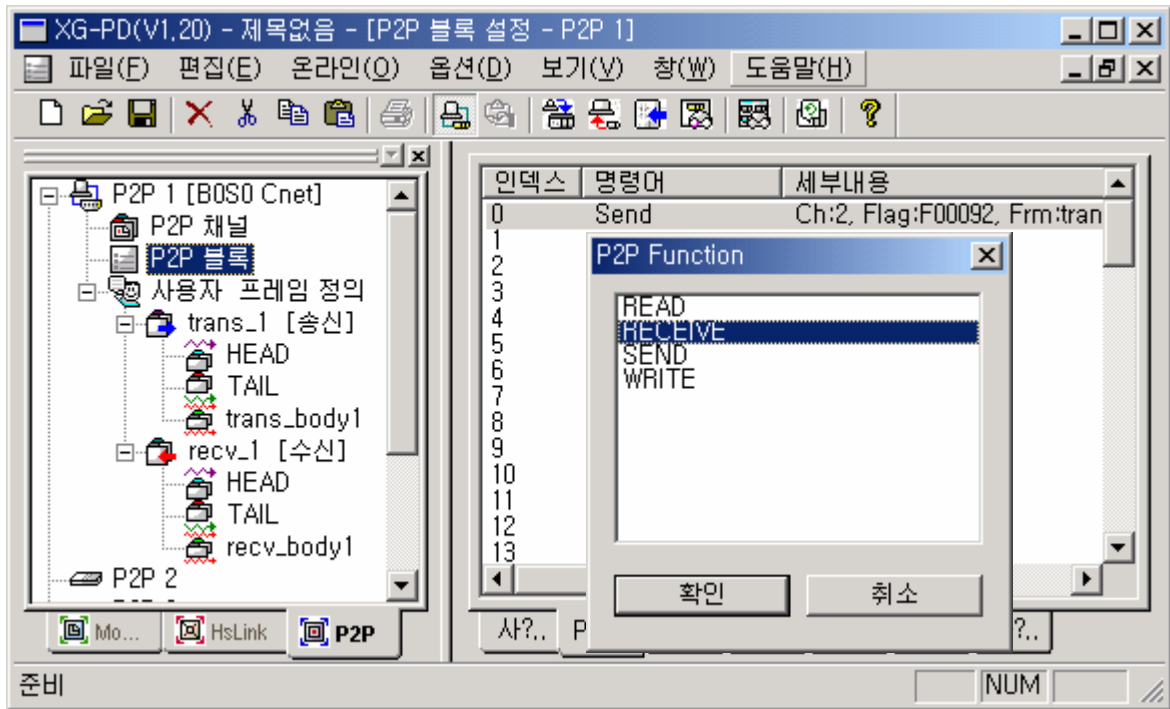 XG-PD(V1,20) - 제목없음 - [P2P 블록 설정 - P2P 1]
파일(F) 편집(E) 온라인(O) 옵션(D) 보기(V) 창(W) 도움말(H)
P2P 1 [B0S0 Cnet]
P2P 채널
P2P 블록
사용자 프레임 정의
trans_1 [송신]
HEAD
TAIL
trans_body1
recv_1 [수신]
HEAD
TAIL
recv_body1
P2P 2
Mo... HsLink P2P
인덱스 명령어 세부내용
0 Send Ch:2, Flag:F00092, Frm:tran
1
2
3
4
5
6
7
8
9
10
11
12
13
P2P Function
READ
RECEIVE
SEND
WRITE
확인 취소
사?.. P ?..
준비 NUM